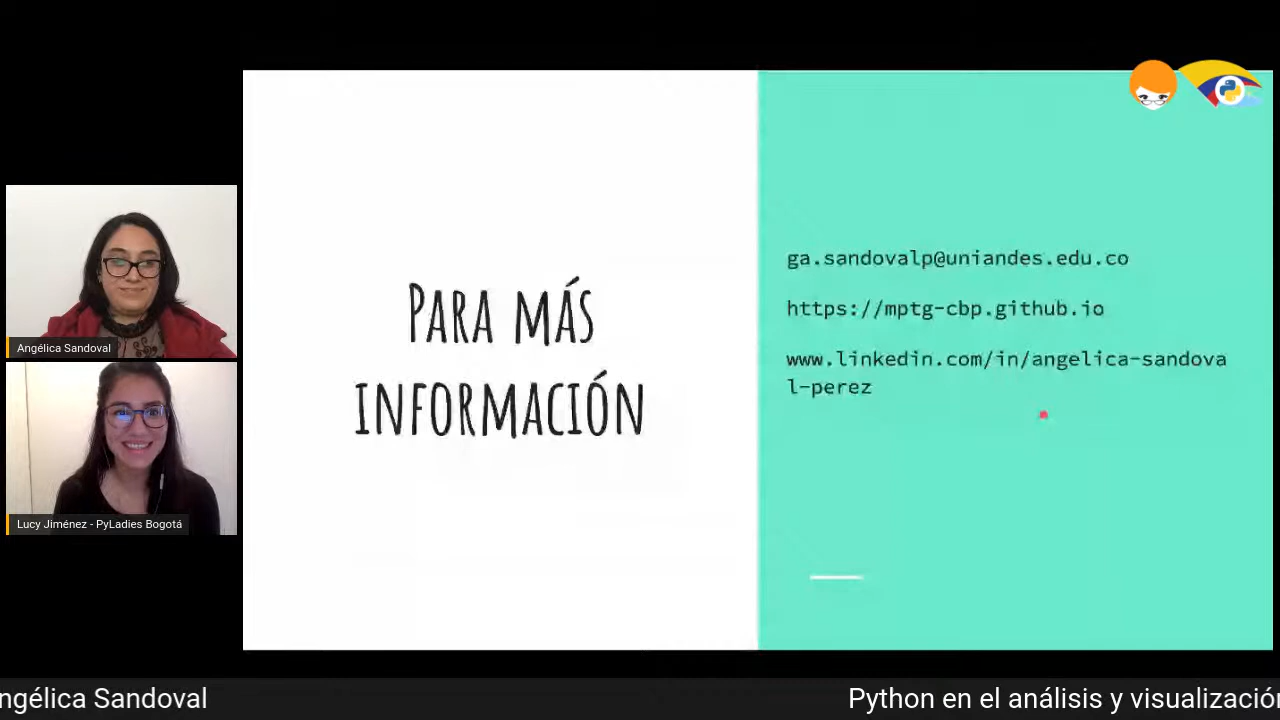 Para más
información
ga.sandovalp@uniandes.edu.co
https://mptg-cbp.github.io
www.linkedin.com/in/angelica-sandova
l-perez
Angélica Sandoval
Lucy Jiménez - PyLadies Bogotá
ngélica Sandoval
Python en el análisis y visualización